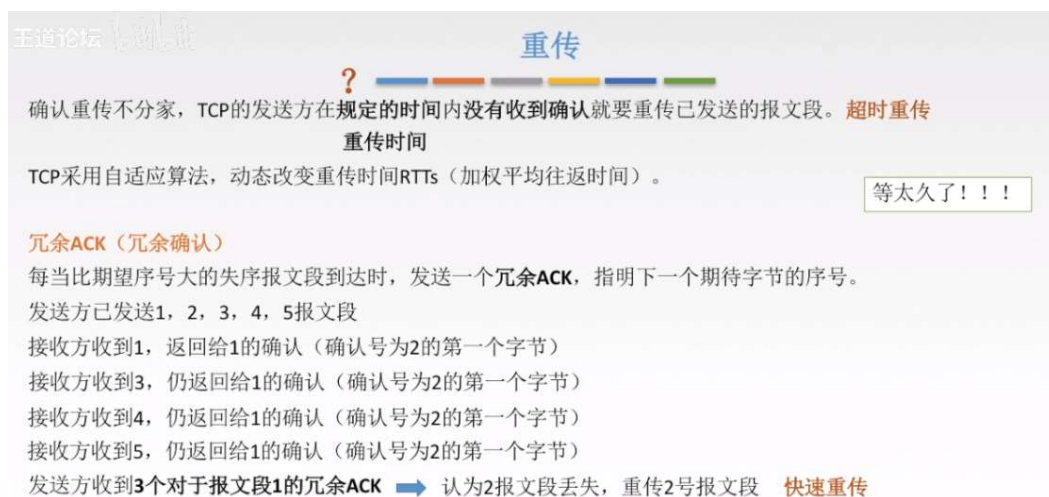 王道论坛
重传
?
确认重传不分家，TCP的发送方在规定的时间内没有收到确认就要重传已发送的报文段。超时重传
重传时间
TCP采用自适应算法，动态改变重传时间RTTs（加权平均往返时间）。
等太久了！！！
冗余ACK（冗余确认）
每当比期望序号大的失序报文段到达时，发送一个冗余ACK，指明下一个期待字节的序号。
发送方已发送1，2，3，4，5报文段
接收方收到1，返回给1的确认（确认号为2的第一个字节）
接收方收到3，仍返回给1的确认（确认号为2的第一个字节）
接收方收到4，仍返回给1的确认（确认号为2的第一个字节）
接收方收到5，仍返回给1的确认（确认号为2的第一个字节）
发送方收到3个对于报文段1的冗余ACK 认为2报文段丢失，重传2号报文段 快速重传